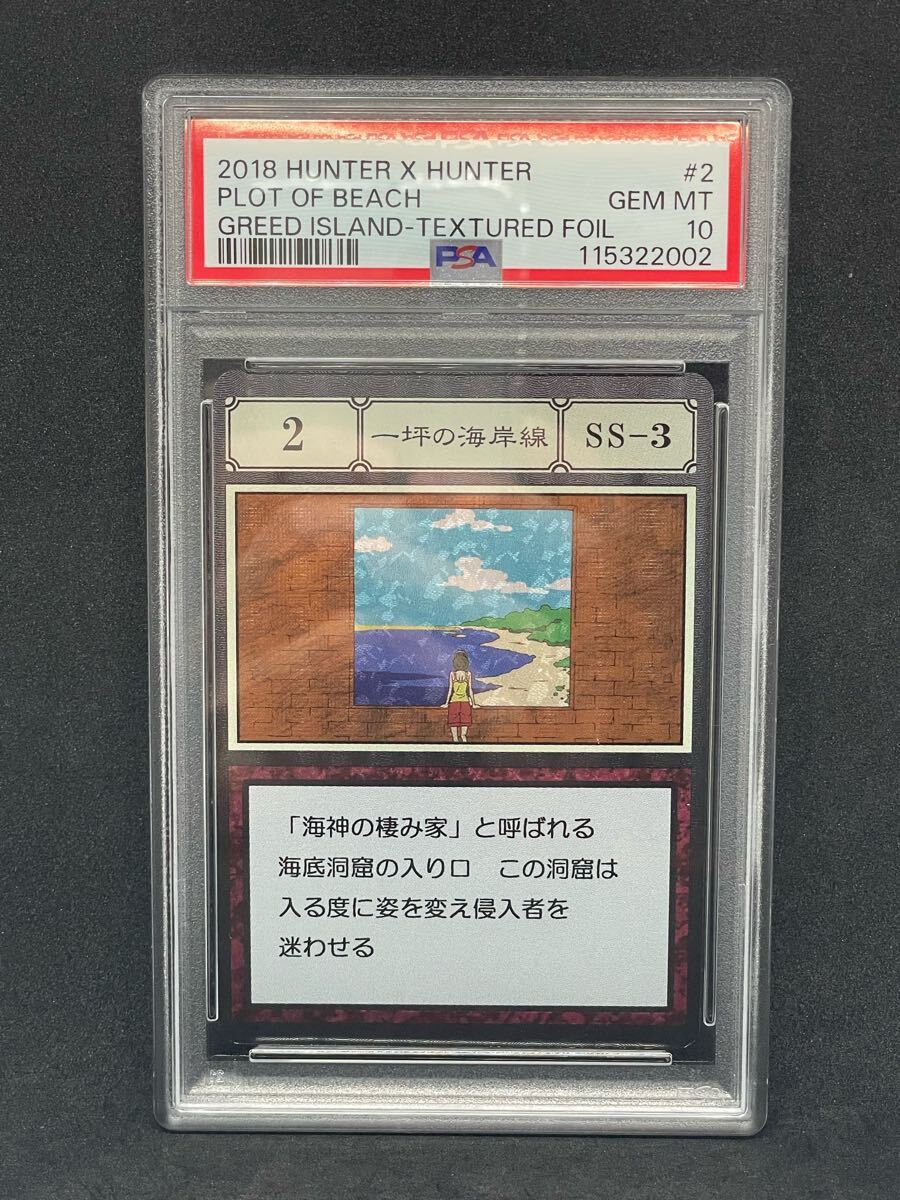 2018 HUNTER X HUNTER #2
PLOT OF BEACH GEM MT
GREED ISLAND-TEXTURED FOIL 10
PSA 115322002
2 一坪の海岸線 SS-3
「海神の棲み家」と呼ばれる
海底洞窟の入り口　この洞窟は
入る度に姿を変え侵入者を
迷わせる